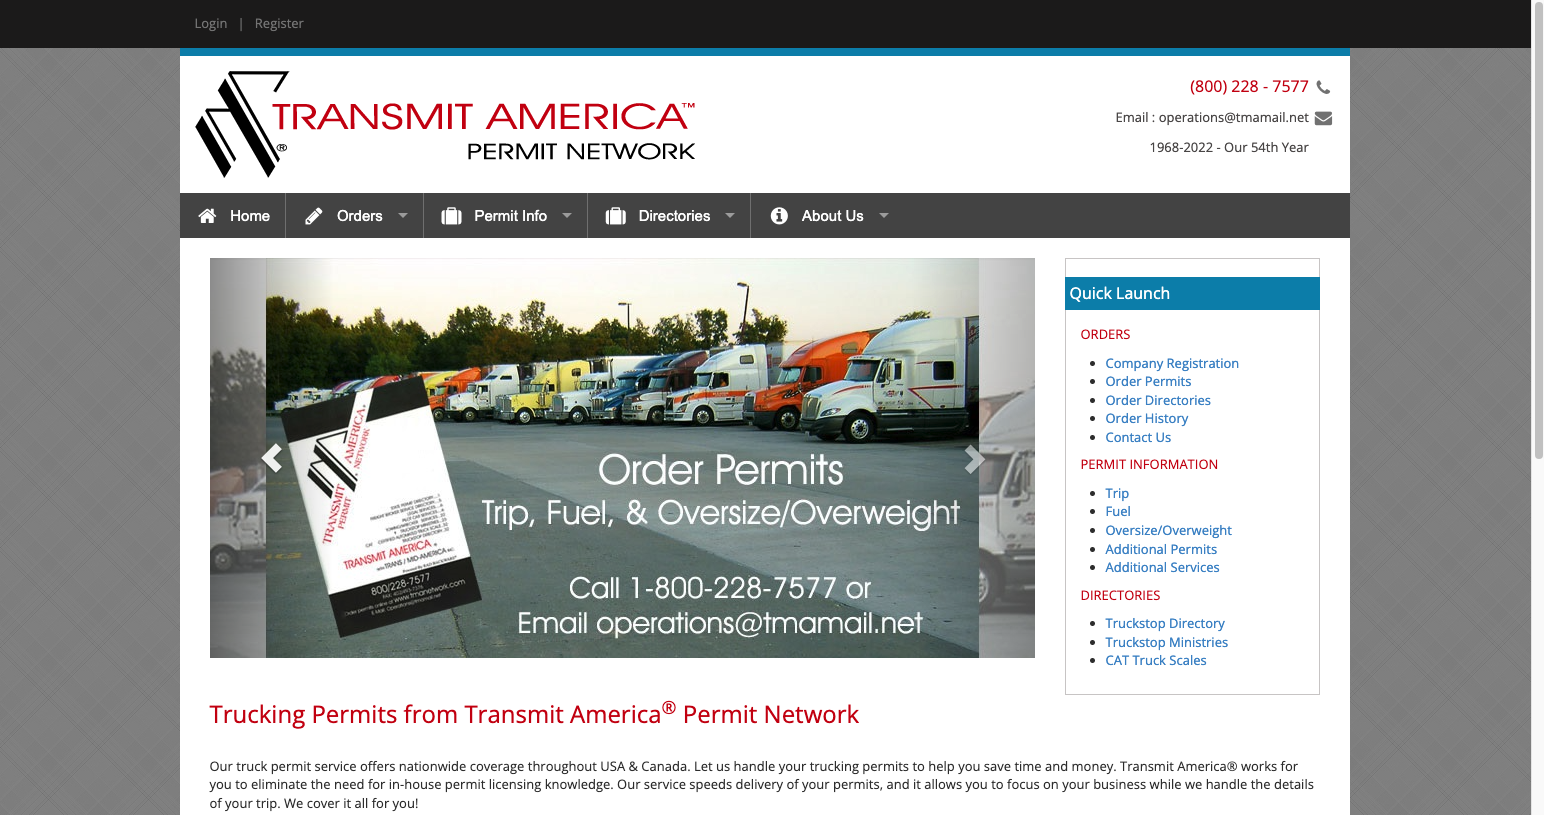 Login | Register
TRANSMIT AMERICA™
PERMIT NETWORK
®
(800) 228 - 7577
Email : operations@tmamail.net
1968-2022 - Our 54th Year
Home
Orders
Permit Info
Directories
About Us
TRANSMIT AMERICA
PERMIT NETWORK
TRANSMIT AMERICA
800/228-7577
www.tmanetwork.com
Order Permits
Trip, Fuel, & Oversize/Overweight
Call 1-800-228-7577 or
Email operations@tmamail.net
Quick Launch
ORDERS
Company Registration
Order Permits
Order Directories
Order History
Contact Us
PERMIT INFORMATION
Trip
Fuel
Oversize/Overweight
Additional Permits
Additional Services
DIRECTORIES
Truckstop Directory
Truckstop Ministries
CAT Truck Scales
Trucking Permits from Transmit America® Permit Network
Our truck permit service offers nationwide coverage throughout USA & Canada. Let us handle your trucking permits to help you save time and money. Transmit America® works for
you to eliminate the need for in-house permit licensing knowledge. Our service speeds delivery of your permits, and it allows you to focus on your business while we handle the details
of your trip. We cover it all for you!